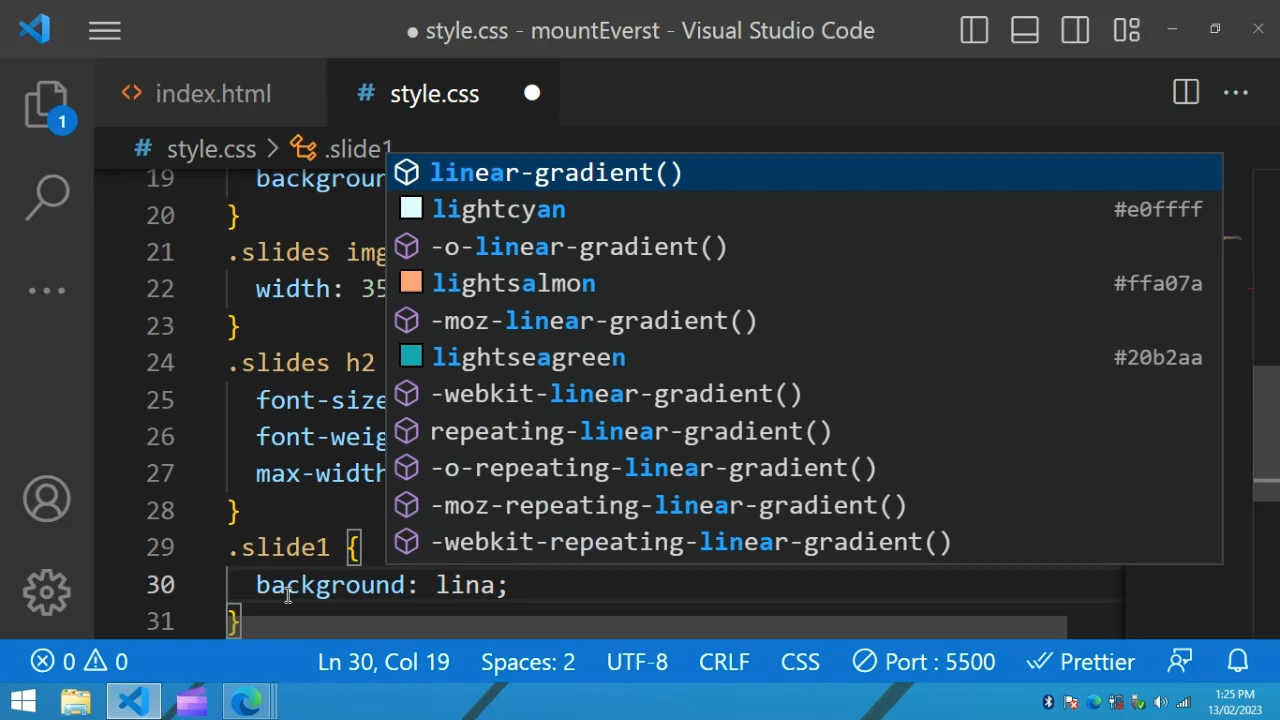 ● style.css - mountEverst - Visual Studio Code
index.html
# style.css
1
# style.css > .slide1
19 backgroun
20 }
21 .slides img
22 width: 35
23 }
24 .slides h2
25 font-size
26 font-weig
27 max-width
28 }
29 .slide1 {
30 background: lina;
31 }
linear-gradient()
lightcyan #e0ffff
-o-linear-gradient()
lightsalmon #ffa07a
-moz-linear-gradient()
lightseagreen #20b2aa
-webkit-linear-gradient()
repeating-linear-gradient()
-o-repeating-linear-gradient()
-moz-repeating-linear-gradient()
-webkit-repeating-linear-gradient()
0 0 Ln 30, Col 19 Spaces: 2 UTF-8 CRLF CSS Port : 5500 Prettier
1:25 PM
13/02/2023